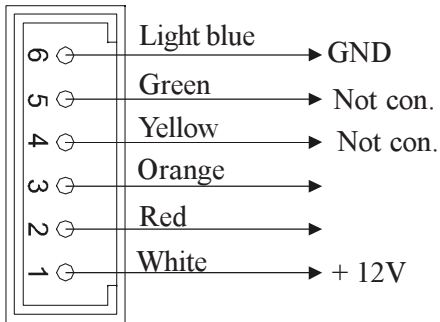 6 Light blue GND
5 Green Not con.
4 Yellow Not con.
3 Orange
2 Red
1 White + 12V